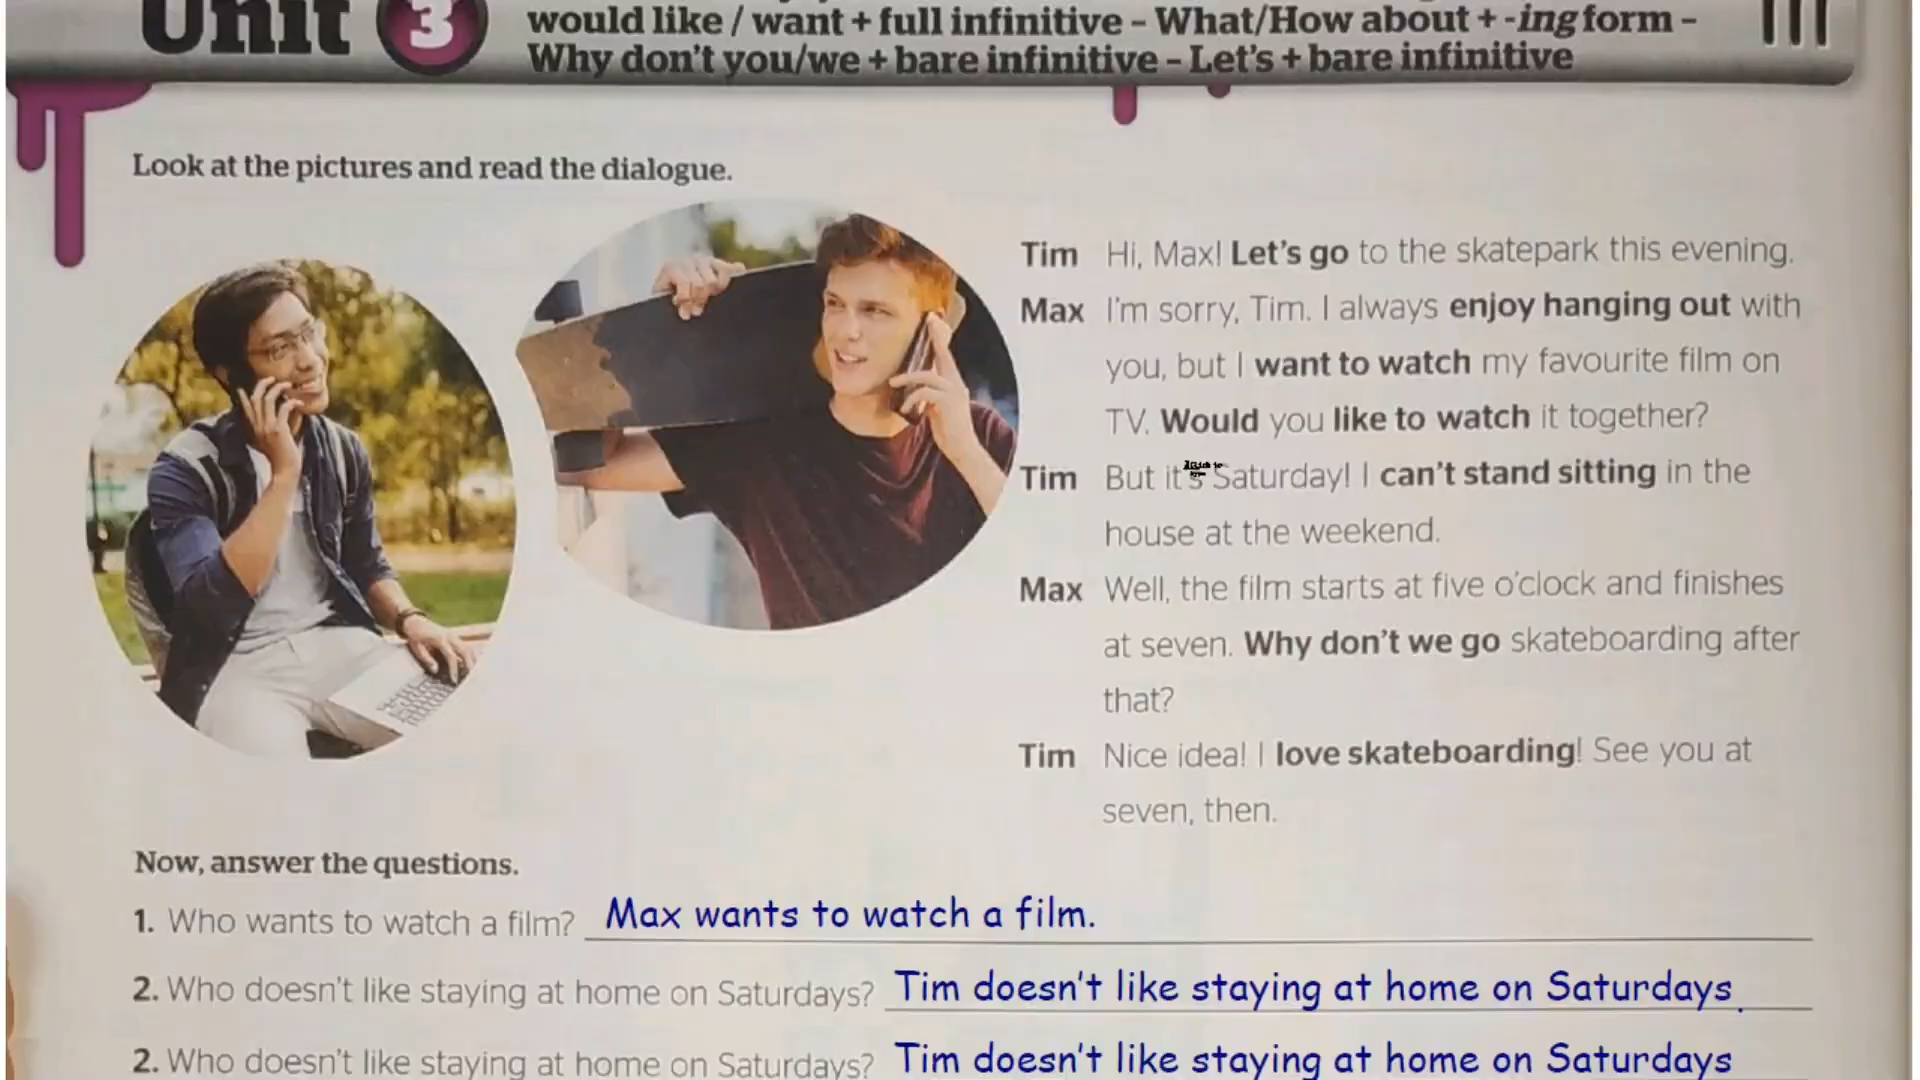 Unit 3
would like / want + full infinitive – What/How about + -ing form –
Why don't you/we + bare infinitive – Let's + bare infinitive
Look at the pictures and read the dialogue.
Tim Hi, Max! Let's go to the skatepark this evening.
Max I'm sorry, Tim. I always enjoy hanging out with
you, but I want to watch my favourite film on
TV. Would you like to watch it together?
Tim But it's Saturday! I can't stand sitting in the
house at the weekend.
Max Well, the film starts at five o'clock and finishes
at seven. Why don't we go skateboarding after
that?
Tim Nice idea! I love skateboarding! See you at
seven, then.
Now, answer the questions.
1. Who wants to watch a film? Max wants to watch a film.
2. Who doesn't like staying at home on Saturdays? Tim doesn't like staying at home on Saturdays.
2. Who doesn't like staying at home on Saturdays? Tim doesn't like staying at home on Saturdays